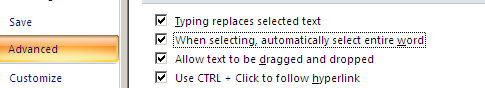 Save
Advanced
Customize
Typing replaces selected text
When selecting, automatically select entire word
Allow text to be dragged and dropped
Use CTRL + Click to follow hyperlink